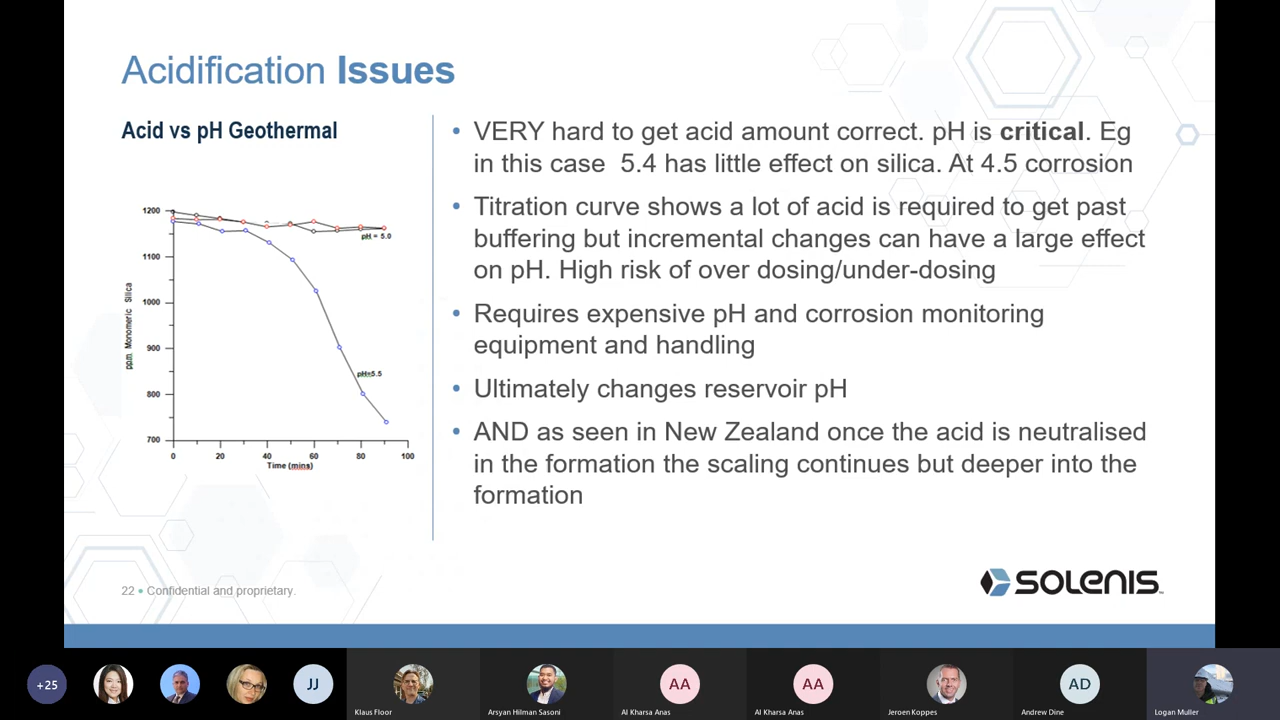 Acidification Issues
Acid vs pH Geothermal
1200
1100
1000
900
800
700
ppm. Monomeric Silica
pH = 5.0
pH=5.5
0
20
40
60
80
100
Time (mins)
• VERY hard to get acid amount correct. pH is critical. Eg
in this case 5.4 has little effect on silica. At 4.5 corrosion
• Titration curve shows a lot of acid is required to get past
buffering but incremental changes can have a large effect
on pH. High risk of over dosing/under-dosing
• Requires expensive pH and corrosion monitoring
equipment and handling
• Ultimately changes reservoir pH
• AND as seen in New Zealand once the acid is neutralised
in the formation the scaling continues but deeper into the
formation
22 • Confidential and proprietary.
SOLENIS
+25
JJ
AA
AA
AD
Klaus Floor
Arsyan Hilman Sasoni
Al Kharsa Anas
Al Kharsa Anas
Jeroen Koppes
Andrew Dine
Logan Muller